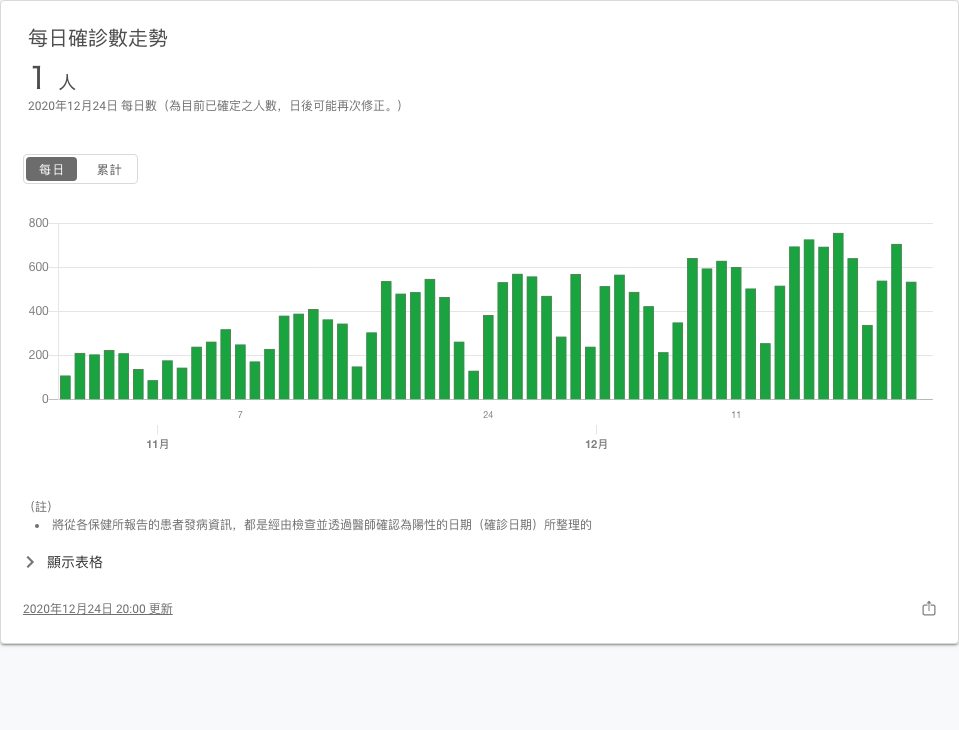 每日確診數走勢
1 人
2020年12月24日 每日數（為目前已確定之人數，日後可能再次修正。）
每日 累計
800
600
400
200
0
7 24 11
11月 12月
（註）
• 將從各保健所報告的患者發病資訊，都是經由檢查並透過醫師確認為陽性的日期（確診日期）所整理的
顯示表格
2020年12月24日 20:00 更新